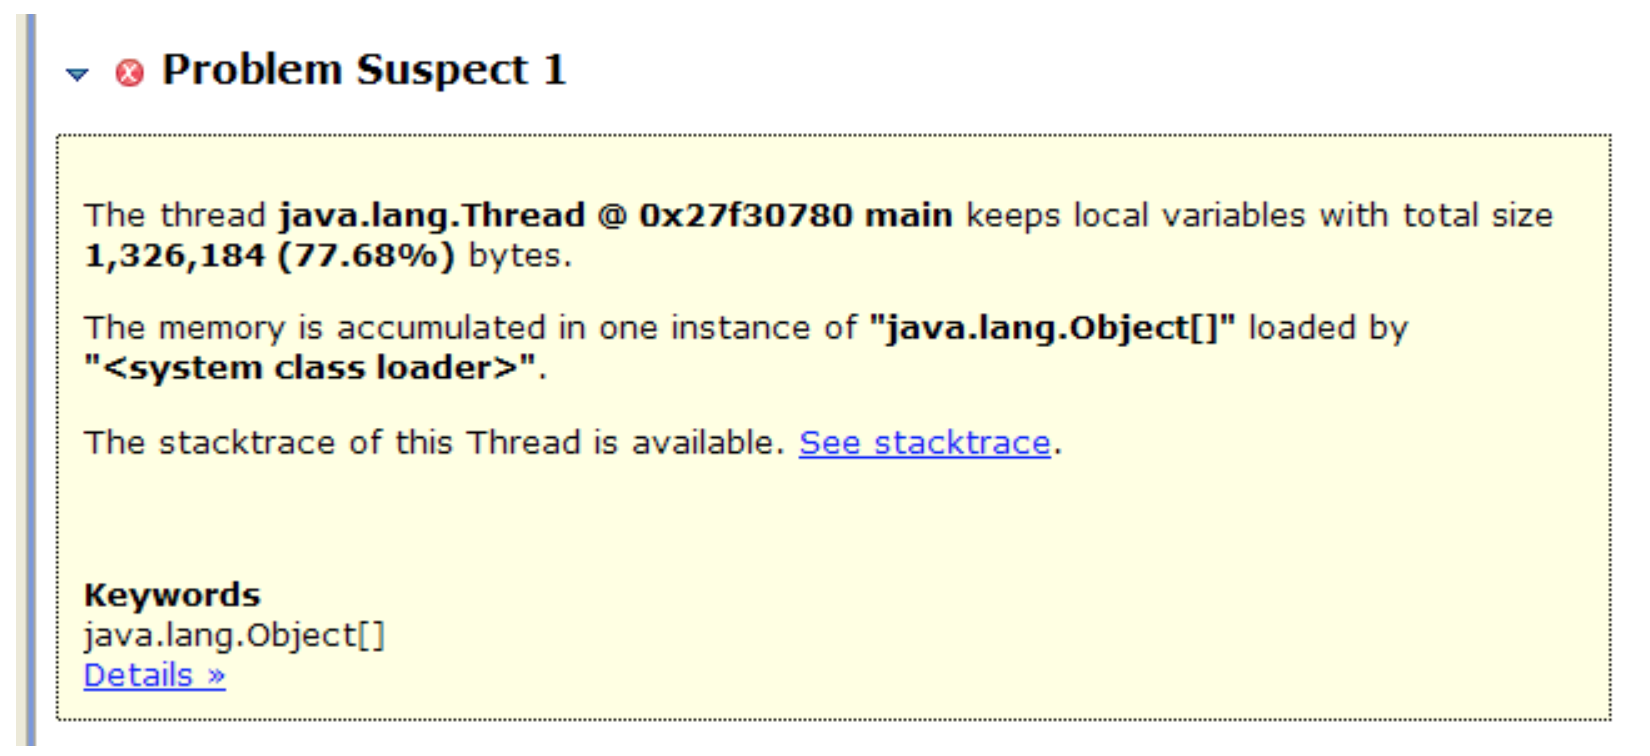 Problem Suspect 1
The thread java.lang.Thread @ 0x27f30780 main keeps local variables with total size
1,326,184 (77.68%) bytes.
The memory is accumulated in one instance of "java.lang.Object[]" loaded by
"<system class loader>".
The stacktrace of this Thread is available. See stacktrace.
Keywords
java.lang.Object[]
Details »